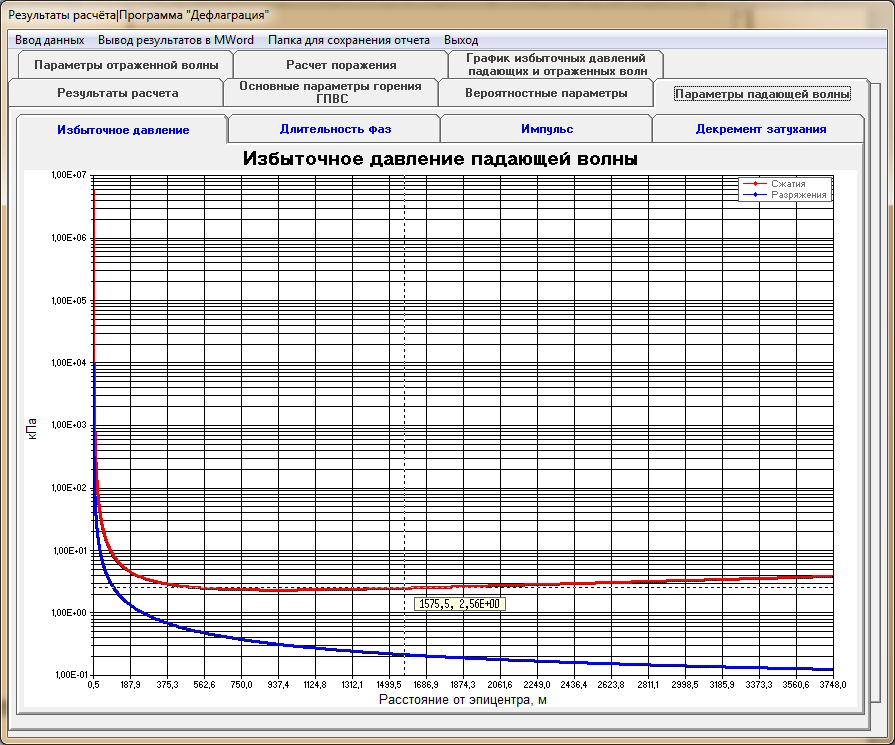 Результаты расчёта|Программа "Дефлаграция"
Ввод данных Вывод результатов в MWord Папка для сохранения отчета Выход
Параметры отраженной волны
Расчет поражения
График избыточных давлений
падающих и отраженных волн
Результаты расчета
Основные параметры горения
ГПВС
Вероятностные параметры
Параметры падающей волны
Избыточное давление
Длительность фаз
Импульс
Декремент затухания
Избыточное давление падающей волны
Сжатия
Разряжения
1,00E+07
1,00E+06
1,00E+05
1,00E+04
1,00E+03
1,00E+02
1,00E+01
1,00E+00
1,00E-01
кПа
1575,5, 2,56E+00
0,5 187,9 375,3 562,6 750,0 937,4 1124,8 1312,1 1499,5 1686,9 1874,3 2061,6 2249,0 2436,4 2623,8 2811,1 2998,5 3185,9 3373,3 3560,6 3748,0
Расстояние от эпицентра, м